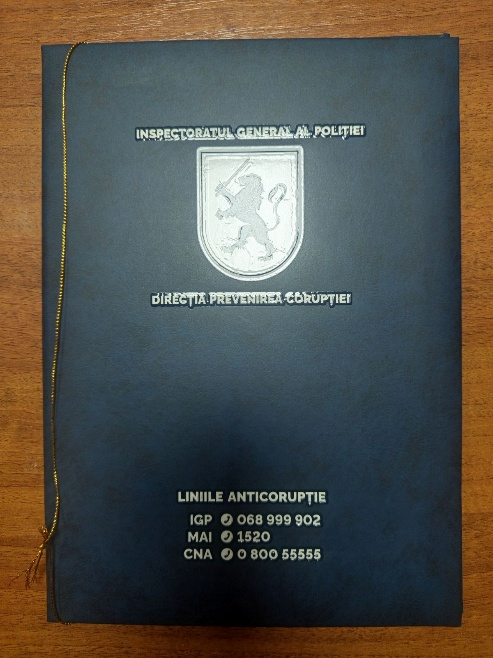 INSPECTORATUL GENERAL AL POLIȚIEI
DIRECȚIA PREVENIREA CORUPȚIEI
LINIILE ANTICORUPȚIE
IGP 068 999 902
MAI 1520
CNA 0 800 55555